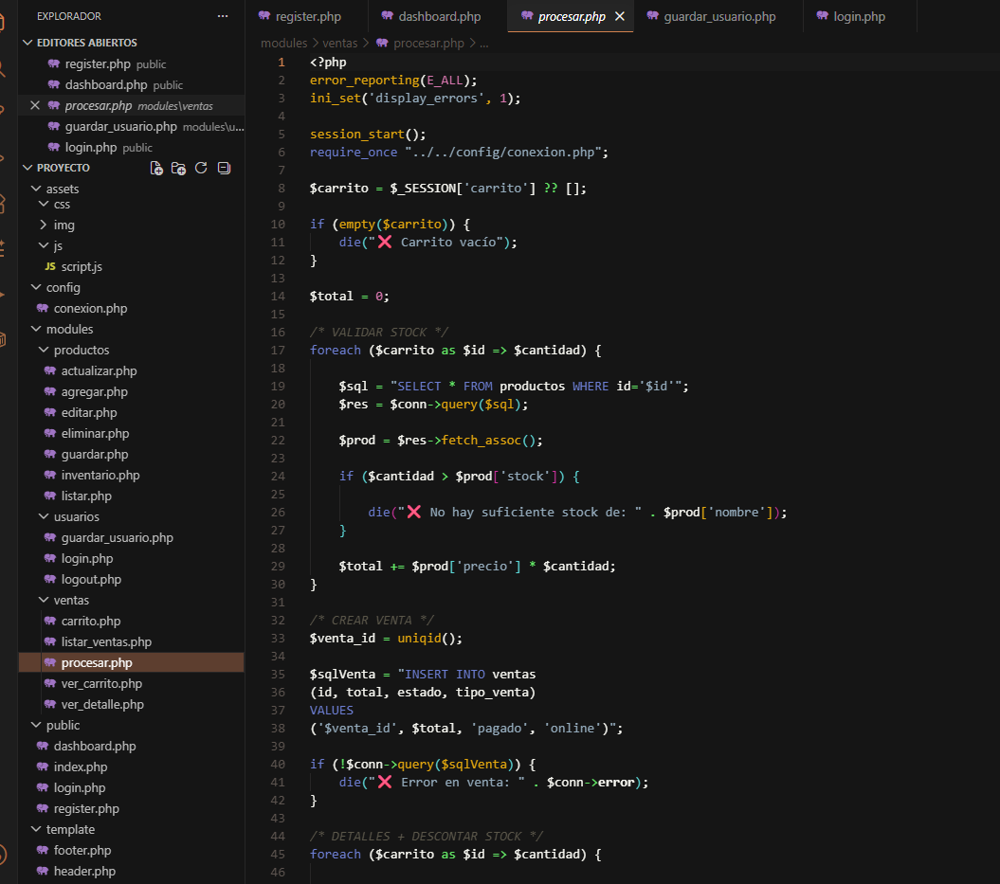 EXPLORADOR
EDITORES ABIERTOS
register.php public
dashboard.php public
procesar.php modules\ventas
guardar_usuario.php modules\u...
login.php public
PROYECTO
assets
css
img
js
JS script.js
config
conexion.php
modules
productos
actualizar.php
agregar.php
editar.php
eliminar.php
guardar.php
inventario.php
listar.php
usuarios
guardar_usuario.php
login.php
logout.php
ventas
carrito.php
listar_ventas.php
procesar.php
ver_carrito.php
ver_detalle.php
public
dashboard.php
index.php
login.php
register.php
template
footer.php
header.php
register.php dashboard.php procesar.php guardar_usuario.php login.php
modules > ventas > procesar.php > ...
1 <?php
2 error_reporting(E_ALL);
3 ini_set('display_errors', 1);
4
5 session_start();
6 require_once "../../config/conexion.php";
7
8 $carrito = $_SESSION['carrito'] ?? [];
9
10 if (empty($carrito)) {
11 die("❌ Carrito vacío");
12 }
13
14 $total = 0;
15
16 /* VALIDAR STOCK */
17 foreach ($carrito as $id => $cantidad) {
18
19 $sql = "SELECT * FROM productos WHERE id='$id'";
20 $res = $conn->query($sql);
21
22 $prod = $res->fetch_assoc();
23
24 if ($cantidad > $prod['stock']) {
25
26 die("❌ No hay suficiente stock de: " . $prod['nombre']);
27 }
28
29 $total += $prod['precio'] * $cantidad;
30 }
31
32 /* CREAR VENTA */
33 $venta_id = uniqid();
34
35 $sqlVenta = "INSERT INTO ventas
36 (id, total, estado, tipo_venta)
37 VALUES
38 ('$venta_id', $total, 'pagado', 'online')";
39
40 if (!$conn->query($sqlVenta)) {
41 die("❌ Error en venta: " . $conn->error);
42 }
43
44 /* DETALLES + DESCONTAR STOCK */
45 foreach ($carrito as $id => $cantidad) {
46